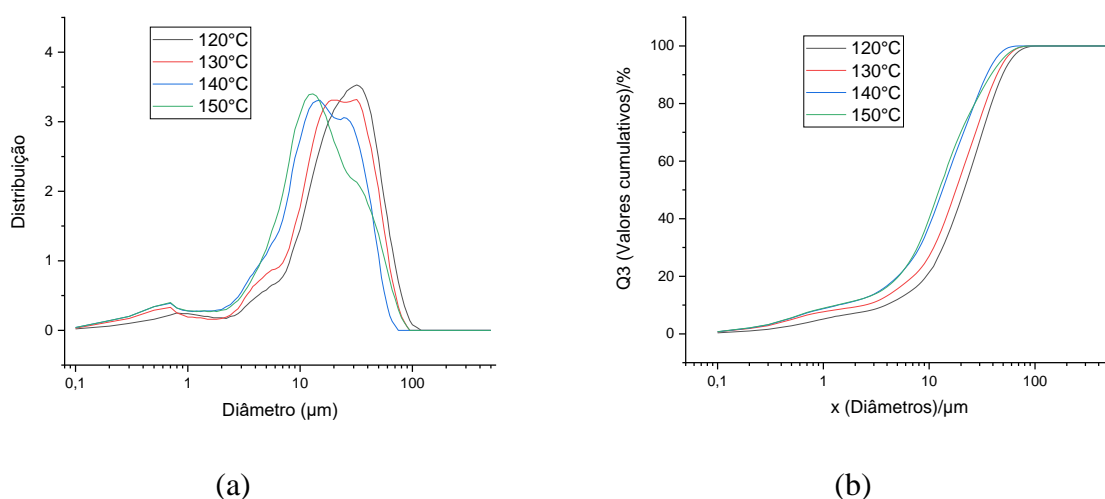 4
3
2
1
0
Distribuição
120°C
130°C
140°C
150°C
0,1
1
10
100
Diâmetro (µm)
(a)
100
80
60
40
20
0
Q3 (Valores cumulativos)/%
120°C
130°C
140°C
150°C
0,1
1
10
100
x (Diâmetros)/µm
(b)